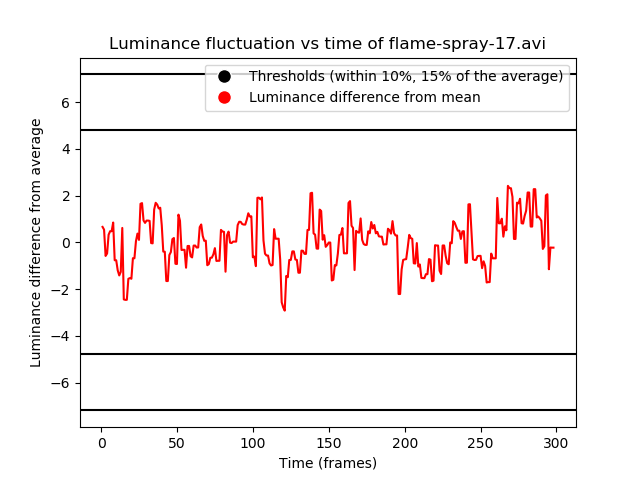 Luminance fluctuation vs time of flame-spray-17.avi
Thresholds (within 10%, 15% of the average)
Luminance difference from mean
Luminance difference from average
6
4
2
0
−2
−4
−6
0 50 100 150 200 250 300
Time (frames)